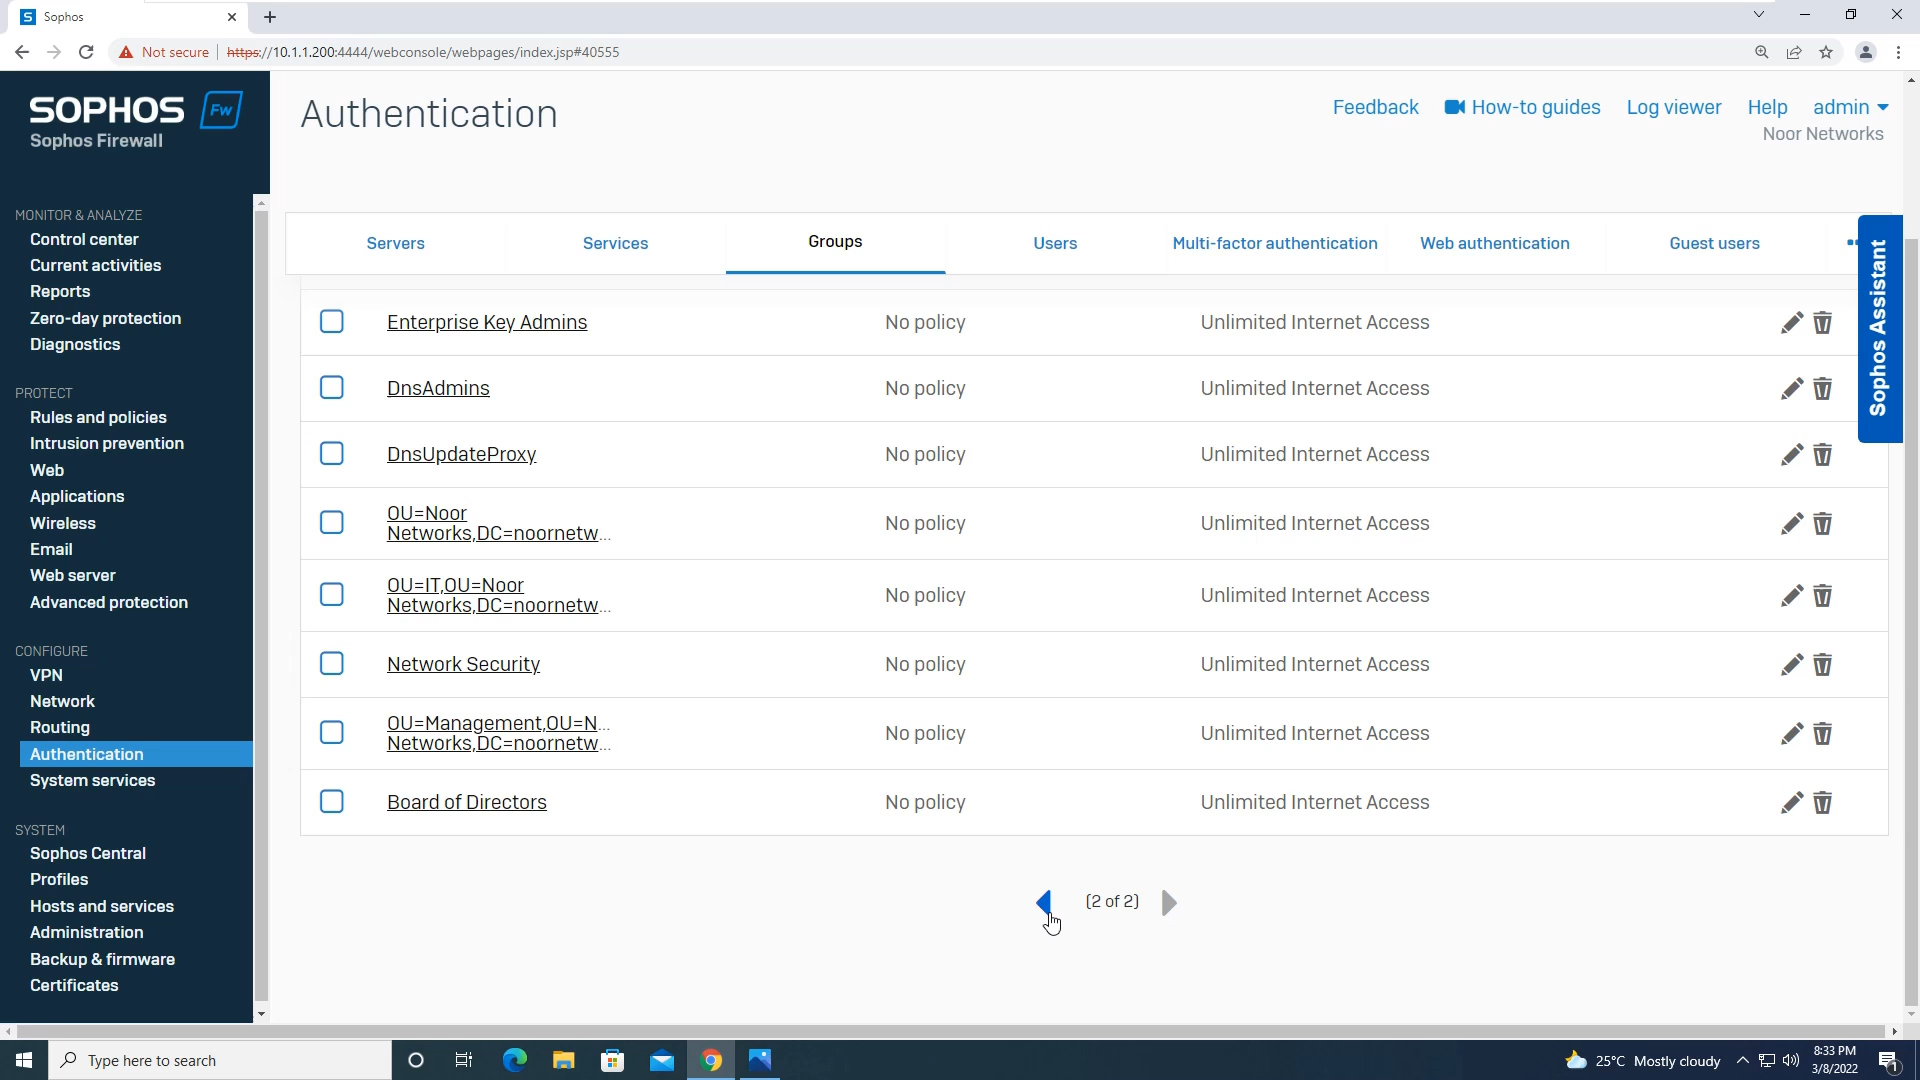 Sophos
Not secure
https://10.1.1.200:4444/webconsole/webpages/index.jsp#40555
SOPHOS Fw
Sophos Firewall
MONITOR & ANALYZE
Control center
Current activities
Reports
Zero-day protection
Diagnostics
PROTECT
Rules and policies
Intrusion prevention
Web
Applications
Wireless
Email
Web server
Advanced protection
CONFIGURE
VPN
Network
Routing
Authentication
System services
SYSTEM
Sophos Central
Profiles
Hosts and services
Administration
Backup & firmware
Certificates
Authentication
Feedback How-to guides Log viewer Help admin
Noor Networks
Servers Services Groups Users Multi-factor authentication Web authentication Guest users
Sophos Assistant
Enterprise Key Admins No policy Unlimited Internet Access
DnsAdmins No policy Unlimited Internet Access
DnsUpdateProxy No policy Unlimited Internet Access
OU=Noor
Networks,DC=noornetw... No policy Unlimited Internet Access
OU=IT,OU=Noor
Networks,DC=noornetw... No policy Unlimited Internet Access
Network Security No policy Unlimited Internet Access
OU=Management,OU=N...
Networks,DC=noornetw... No policy Unlimited Internet Access
Board of Directors No policy Unlimited Internet Access
(2 of 2)
Type here to search
25°C Mostly cloudy
8:33 PM
3/8/2022
1